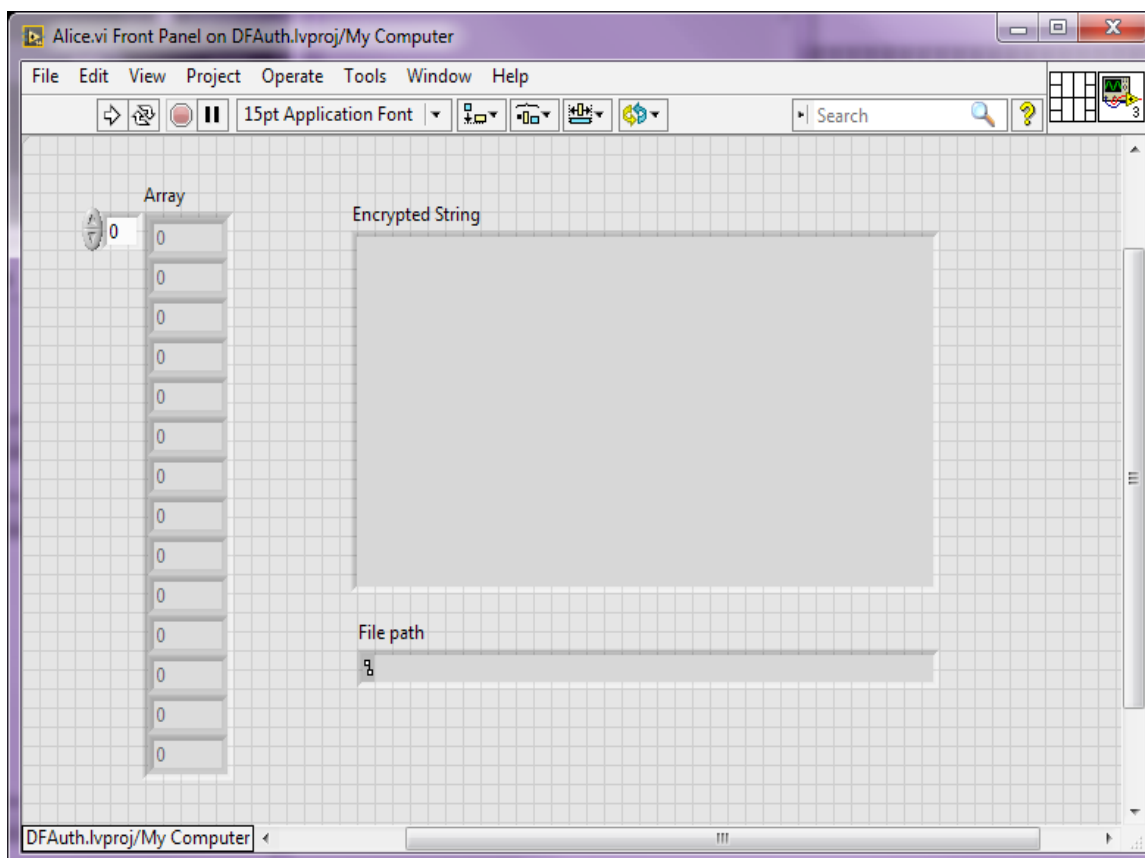 Alice.vi Front Panel on DFAuth.lvproj/My Computer
File Edit View Project Operate Tools Window Help
15pt Application Font Search ? 3
Array
Encrypted String
0 0
0
0
0
0
0
0
0
0
0
File path
0
0
0
0
DFAuth.lvproj/My Computer